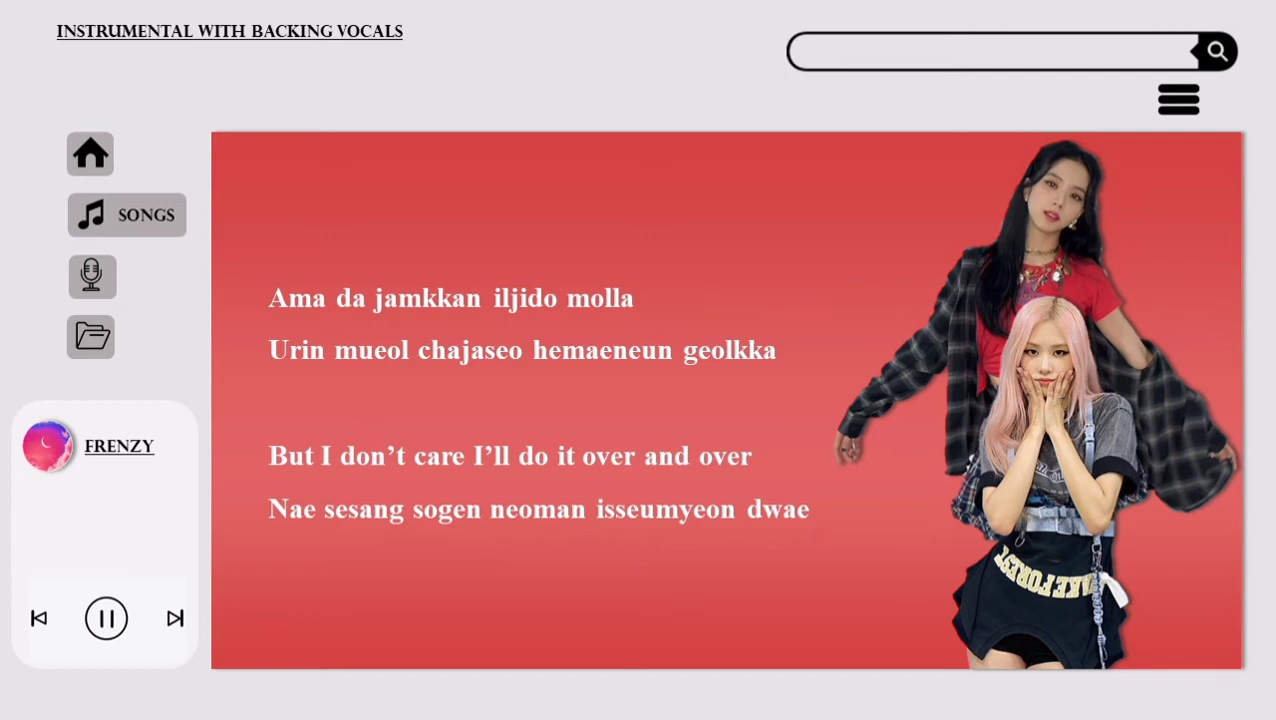 INSTRUMENTAL WITH BACKING VOCALS
SONGS
Ama da jamkkan iljido molla
Urin mueol chajaseo hemaeneun geolkka
But I don’t care I’ll do it over and over
Nae sesang sogen neoman isseumyeon dwae
FRENZY